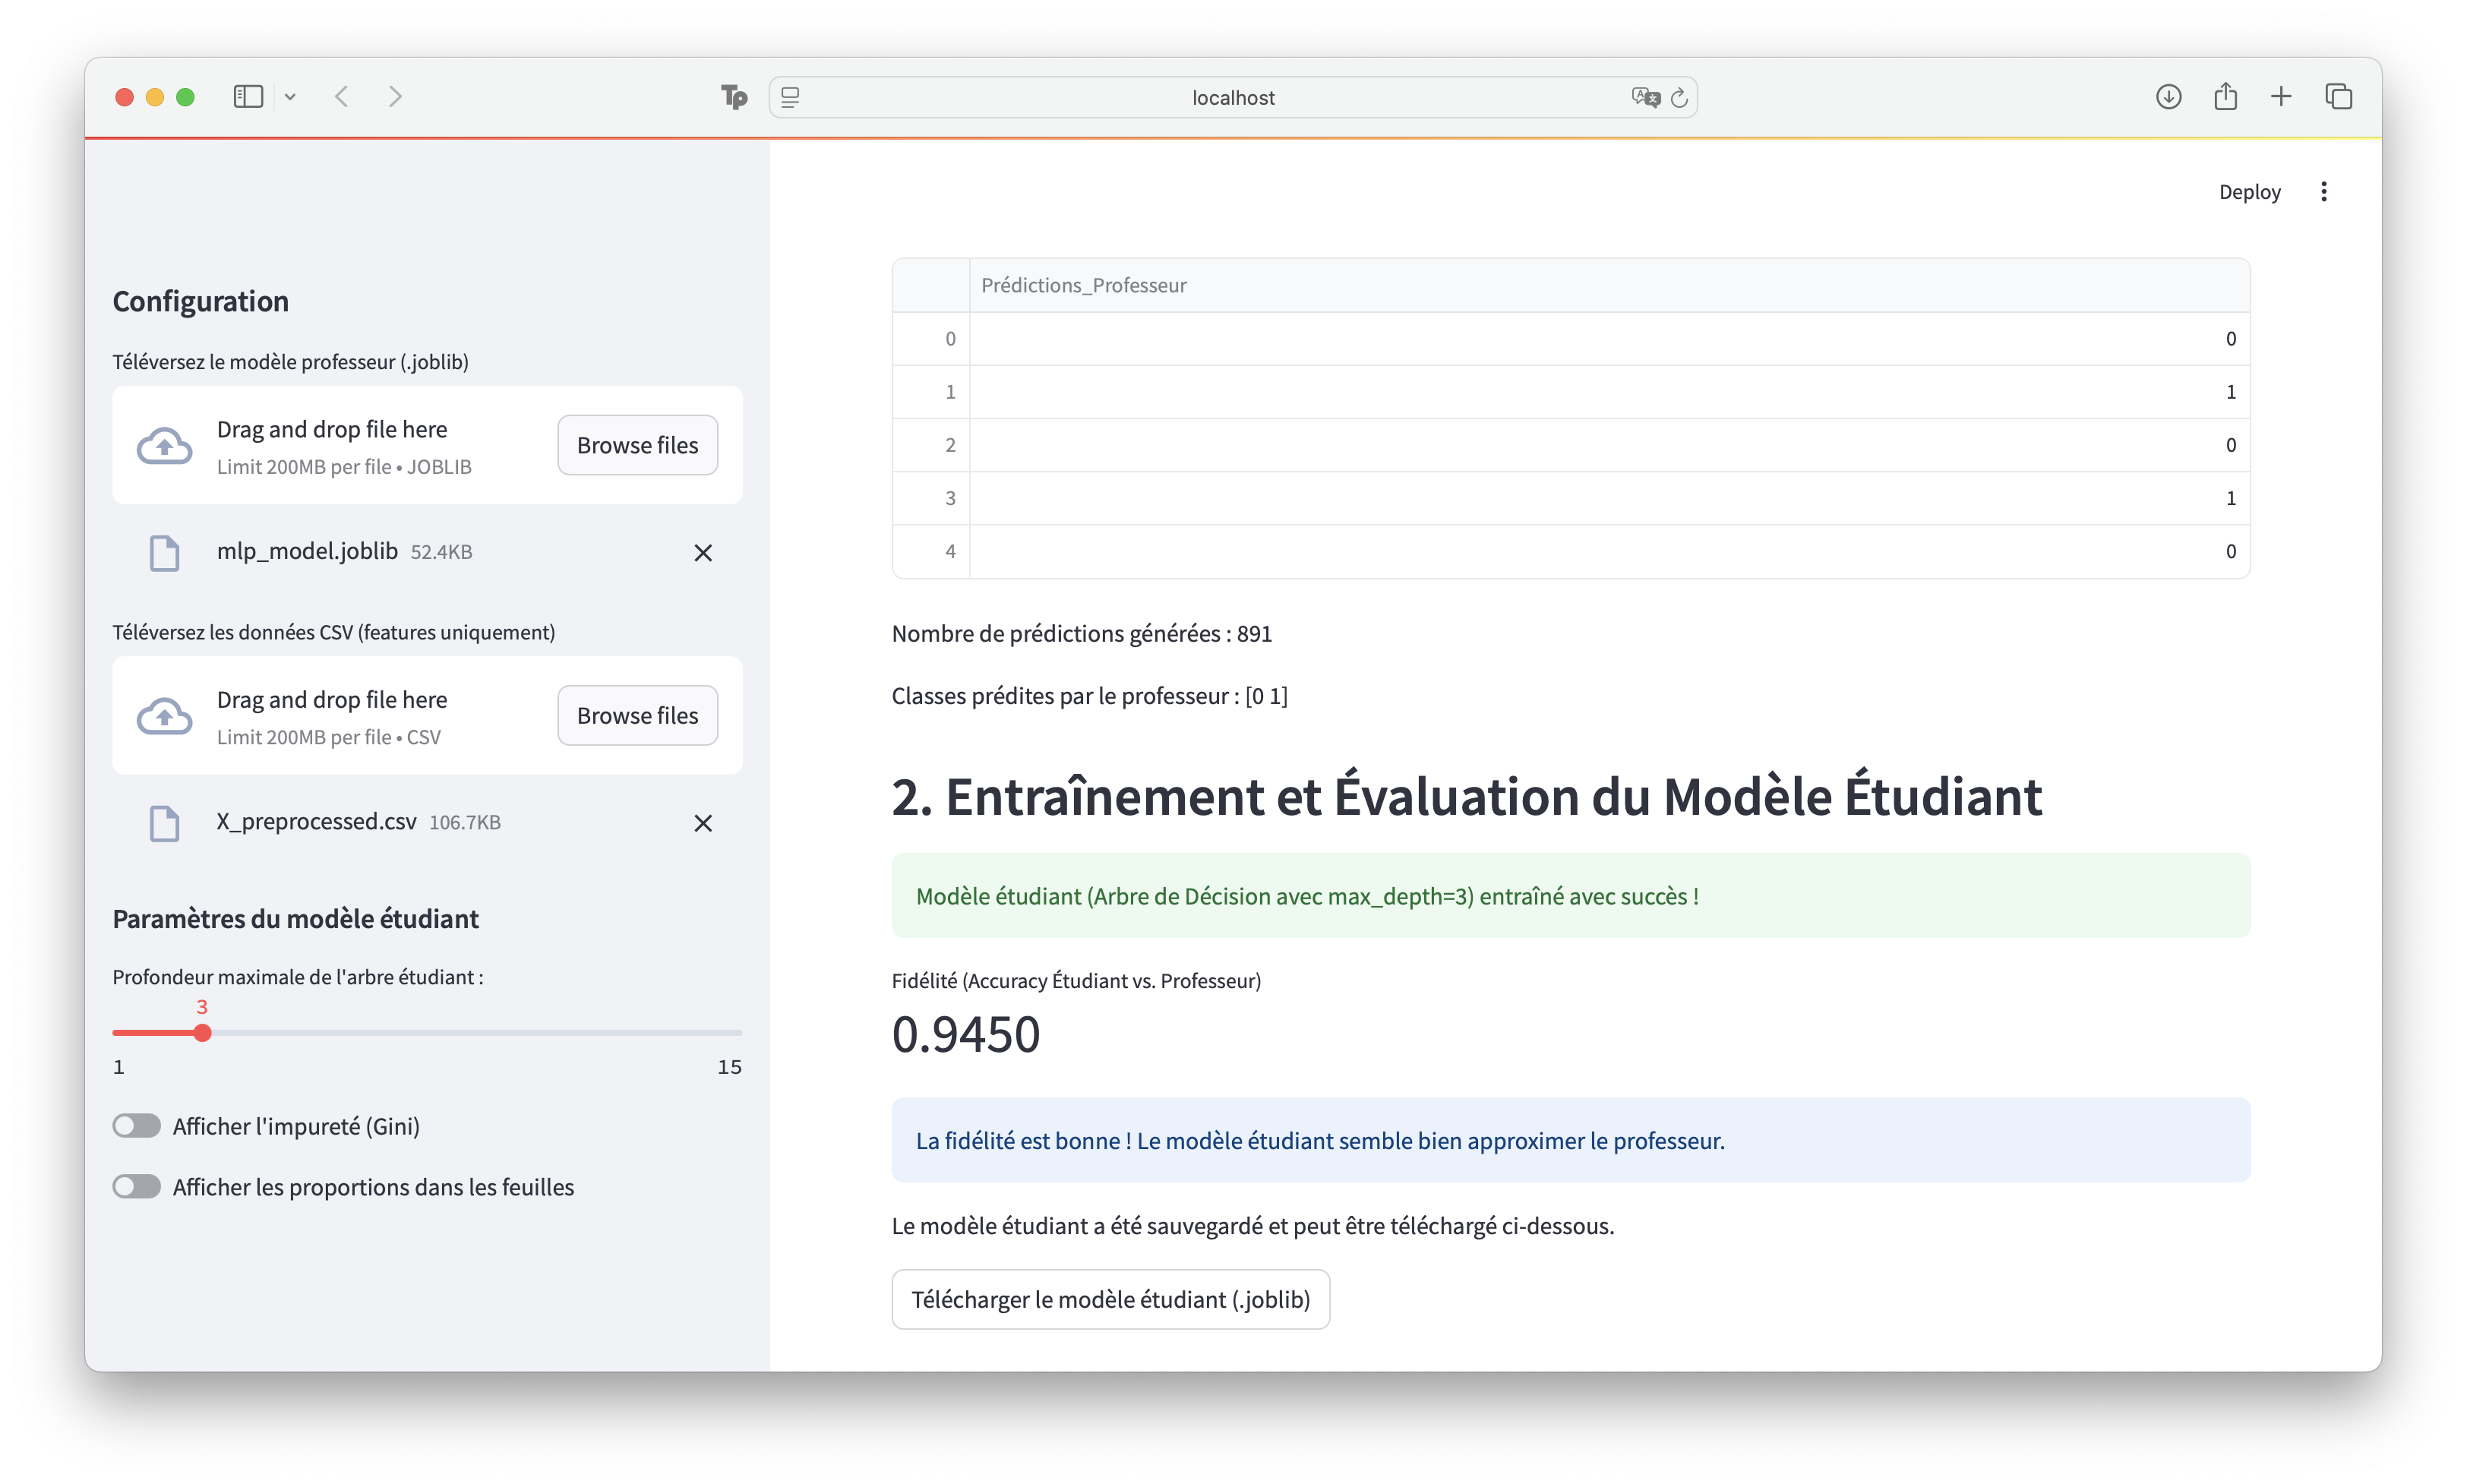 localhost
Deploy
Configuration
Téléversez le modèle professeur (.joblib)
Drag and drop file here
Limit 200MB per file • JOBLIB
Browse files
mlp_model.joblib 52.4KB
Téléversez les données CSV (features uniquement)
Drag and drop file here
Limit 200MB per file • CSV
Browse files
X_preprocessed.csv 106.7KB
Paramètres du modèle étudiant
Profondeur maximale de l'arbre étudiant :
3
1 15
Afficher l'impureté (Gini)
Afficher les proportions dans les feuilles
Prédictions_Professeur
0 0
1 1
2 0
3 1
4 0
Nombre de prédictions générées : 891
Classes prédites par le professeur : [0 1]
2. Entraînement et Évaluation du Modèle Étudiant
Modèle étudiant (Arbre de Décision avec max_depth=3) entraîné avec succès !
Fidélité (Accuracy Étudiant vs. Professeur)
0.9450
La fidélité est bonne ! Le modèle étudiant semble bien approximer le professeur.
Le modèle étudiant a été sauvegardé et peut être téléchargé ci-dessous.
Télécharger le modèle étudiant (.joblib)